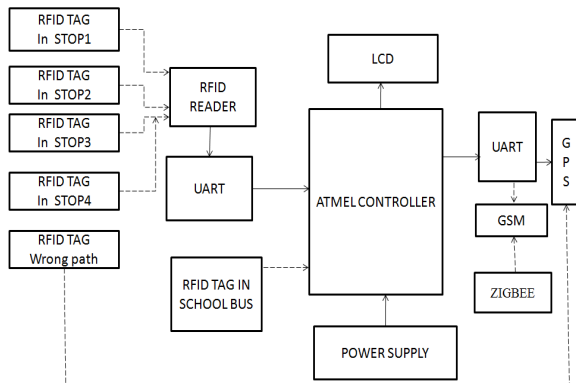 RFID TAG
In STOP1
RFID TAG
In STOP2
RFID TAG
In STOP3
RFID TAG
In STOP4
RFID TAG
Wrong path
RFID
READER
UART
RFID TAG IN
SCHOOL BUS
LCD
ATMEL CONTROLLER
POWER SUPPLY
UART
GSM
ZIGBEE
G
P
S